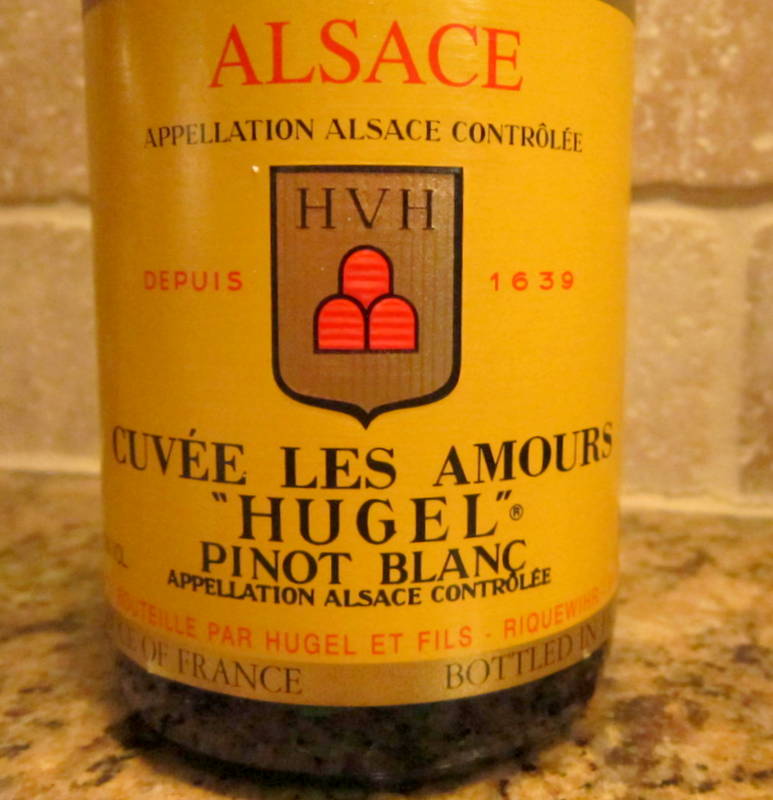 ALSACE
APPELLATION ALSACE CONTRÔLÉE
HVH
DEPUIS 1639
CUVÉE LES AMOURS
"HUGEL"®
PINOT BLANC
APPELLATION ALSACE CONTRÔLÉE
BOUTEILLE PAR HUGEL ET FILS - RIQUEWIHR
OF FRANCE BOTTLED IN